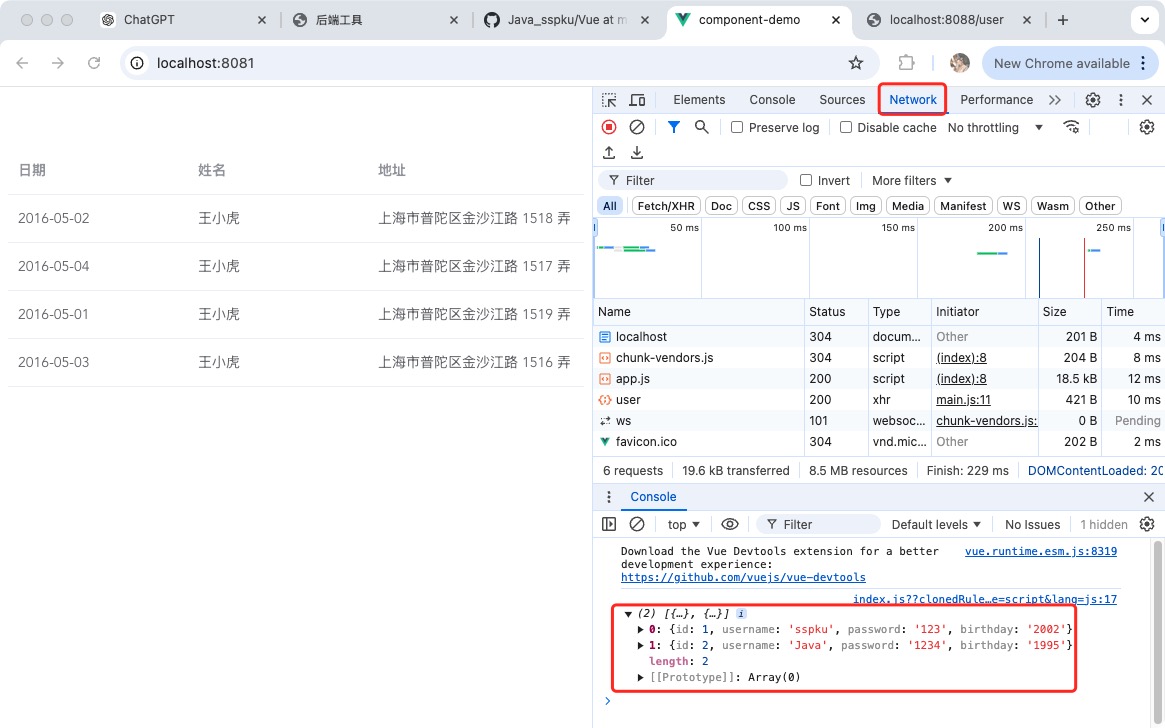 ChatGPT
后端工具
Java_sspku/Vue at m
component-demo
localhost:8088/user
localhost:8081
New Chrome available
Elements Console Sources Network Performance
Preserve log Disable cache No throttling
Filter Invert More filters
All Fetch/XHR Doc CSS JS Font Img Media Manifest WS Wasm Other
50 ms 100 ms 150 ms 200 ms 250 ms
日期 姓名 地址
2016-05-02 王小虎 上海市普陀区金沙江路 1518 弄
2016-05-04 王小虎 上海市普陀区金沙江路 1517 弄
2016-05-01 王小虎 上海市普陀区金沙江路 1519 弄
2016-05-03 王小虎 上海市普陀区金沙江路 1516 弄
Name Status Type Initiator Size Time
localhost 304 docum... Other 201 B 4 ms
chunk-vendors.js 304 script (index):8 204 B 8 ms
app.js 200 script (index):8 18.5 kB 12 ms
user 200 xhr main.js:11 421 B 10 ms
ws 101 websoc... chunk-vendors.js: 0 B Pending
favicon.ico 304 vnd.mic... Other 202 B 2 ms
6 requests 19.6 kB transferred 8.5 MB resources Finish: 229 ms DOMContentLoaded: 20
Console
top Filter Default levels No Issues 1 hidden
Download the Vue Devtools extension for a better vue.runtime.esm.js:8319
development experience:
https://github.com/vuejs/vue-devtools
index.js??clonedRule…e=script&lang=js:17
(2) [{…}, {…}] i
0: {id: 1, username: 'sspku', password: '123', birthday: '2002'}
1: {id: 2, username: 'Java', password: '1234', birthday: '1995'}
length: 2
[[Prototype]]: Array(0)